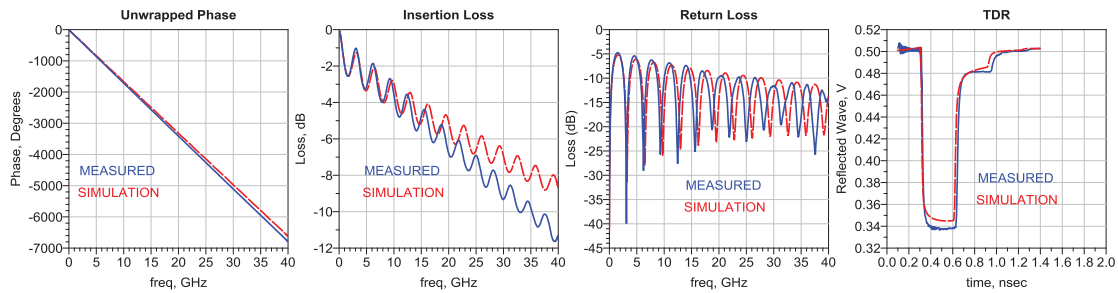 Unwrapped Phase
0
-1000
-2000
-3000
-4000
-5000
-6000
-7000
Phase, Degrees
MEASURED
SIMULATION
0 5 10 15 20 25 30 35 40
freq, GHz
Insertion Loss
0
-2
-4
-6
-8
-10
-12
Loss, dB
MEASURED
SIMULATION
0 5 10 15 20 25 30 35 40
freq, GHz
Return Loss
0
-5
-10
-15
-20
-25
-30
-35
-40
-45
Loss (dB)
MEASURED
SIMULATION
0 5 10 15 20 25 30 35 40
freq, GHz
TDR
0.52
0.50
0.48
0.46
0.44
0.42
0.40
0.38
0.36
0.34
0.32
Reflected Wave, V
MEASURED
SIMULATION
0.0 0.2 0.4 0.6 0.8 1.0 1.2 1.4 1.6 1.8 2.0
time, nsec